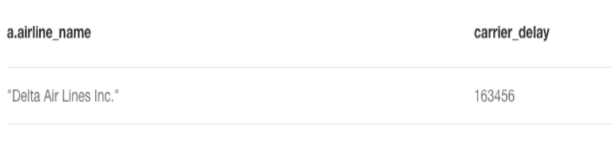 a.airline_name carrier_delay
"Delta Air Lines Inc." 163456